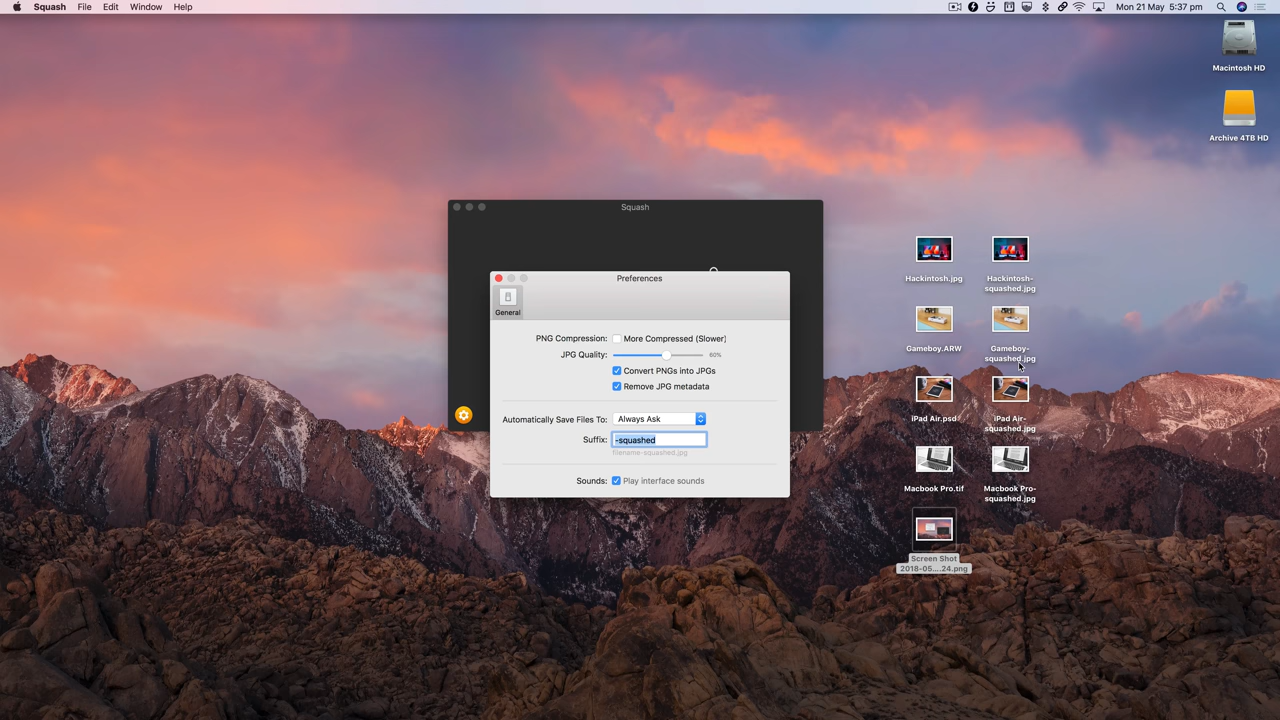 Squash File Edit Window Help
Mon 21 May 5:37 pm
Macintosh HD
Archive 4TB HD
Squash
Preferences
General
PNG Compression: More Compressed (Slower)
JPG Quality: 60%
Convert PNGs into JPGs
Remove JPG metadata
Automatically Save Files To: Always Ask
Suffix: -squashed
filename-squashed.jpg
Sounds: Play interface sounds
Hackintosh.jpg
Hackintosh-
squashed.jpg
Gameboy.ARW
Gameboy-
squashed.jpg
iPad Air.psd
iPad Air-
squashed.jpg
Macbook Pro.tif
Macbook Pro-
squashed.jpg
Screen Shot
2018-05....24.png